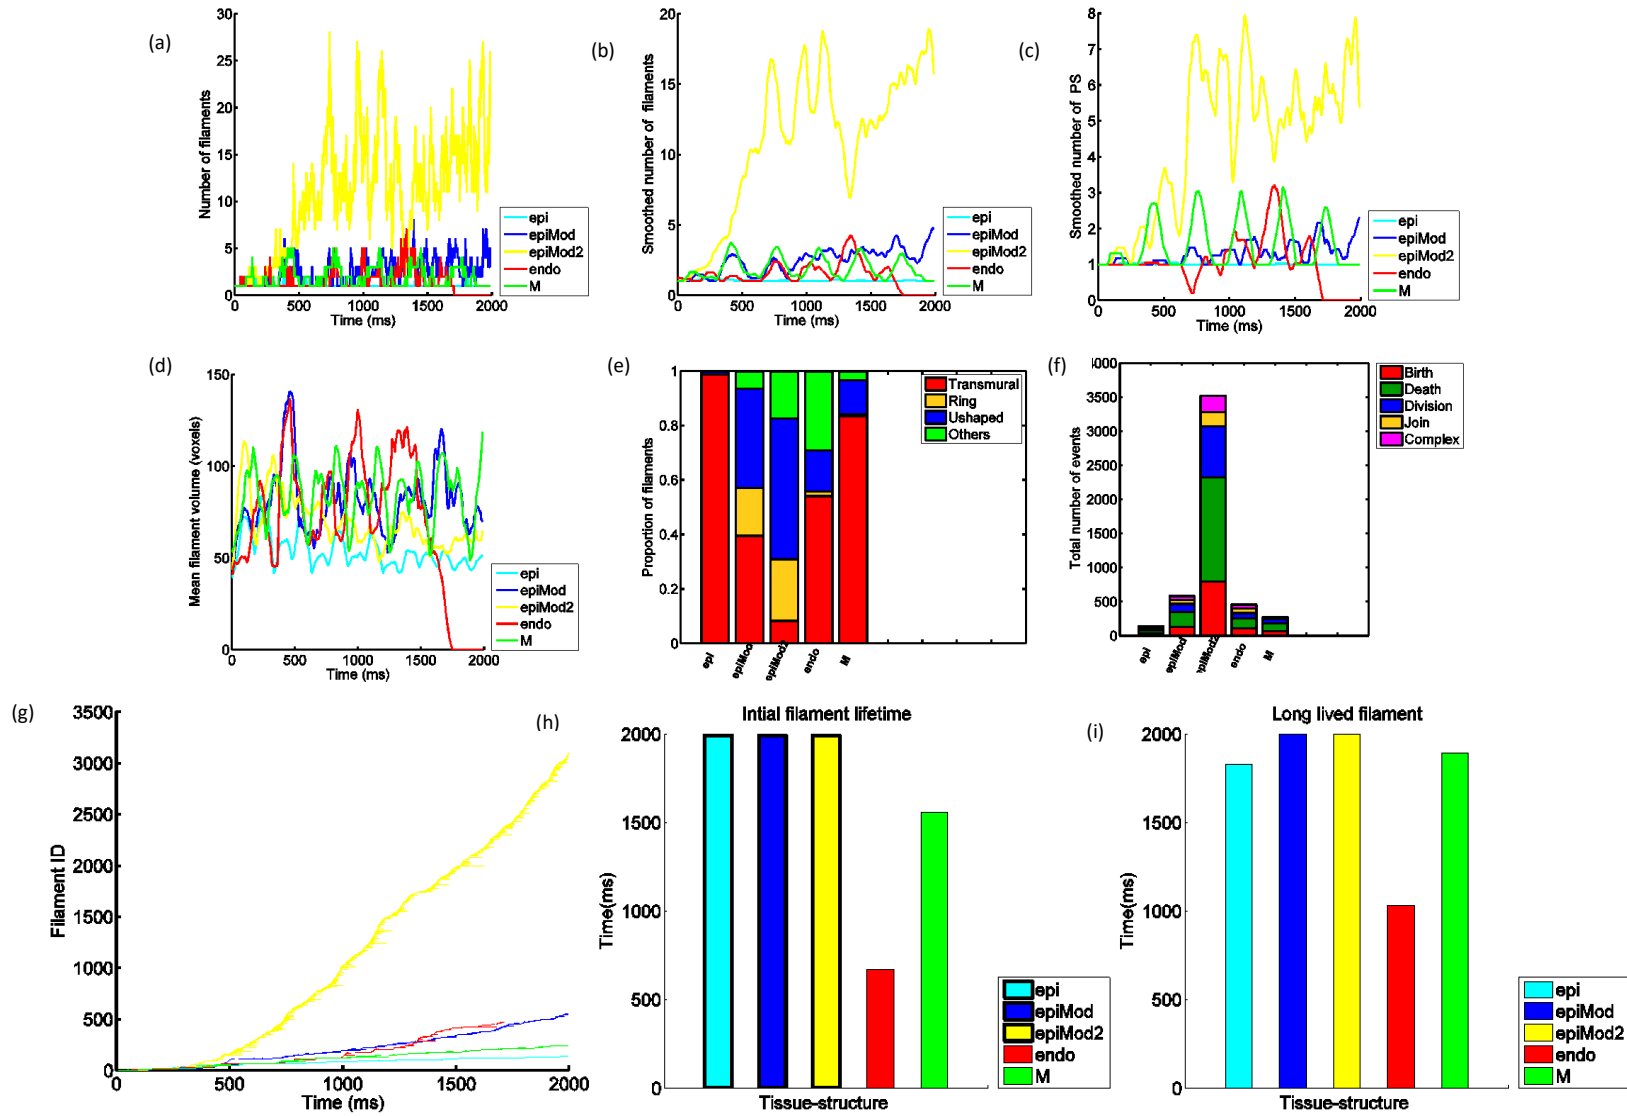 (a)
Number of filaments
30
25
20
15
10
5
0
0 500 1000 1500 2000
Time (ms)
epi
epiMod
epiMod2
endo
M
(b)
Smoothed number of filaments
20
15
10
5
0
0 500 1000 1500 2000
Time (ms)
epi
epiMod
epiMod2
endo
M
(c)
Smoothed number of PS
8
7
6
5
4
3
2
1
0
0 500 1000 1500 2000
Time (ms)
epi
epiMod
epiMod2
endo
M
(d)
Mean filament volume (voxels)
150
100
50
0
0 500 1000 1500 2000
Time (ms)
epi
epiMod
epiMod2
endo
M
(e)
Proportion of filaments
1
0.8
0.6
0.4
0.2
0
epi epiMod epiMod2 endo M
Transmural
Ring
Ushaped
Others
(f)
Total number of events
4000
3500
3000
2500
2000
1500
1000
500
0
epi epiMod epiMod2 endo M
Birth
Death
Division
Join
Complex
(g)
Filament ID
3500
3000
2500
2000
1500
1000
500
0
0 500 1000 1500 2000
Time (ms)
(h)
Intial filament lifetime
Time(ms)
2000
1500
1000
500
0
Tissue-structure
epi
epiMod
epiMod2
endo
M
(i)
Long lived filament
Time(ms)
2000
1500
1000
500
0
Tissue-structure
epi
epiMod
epiMod2
endo
M